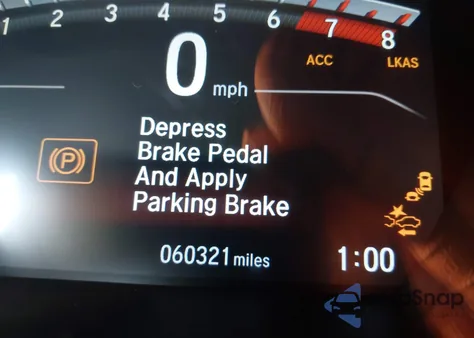 1 2 3 4 5 6 7 8
ACC LKAS
0 mph
Depress
Brake Pedal
And Apply
Parking Brake
P
060321 miles 1:00